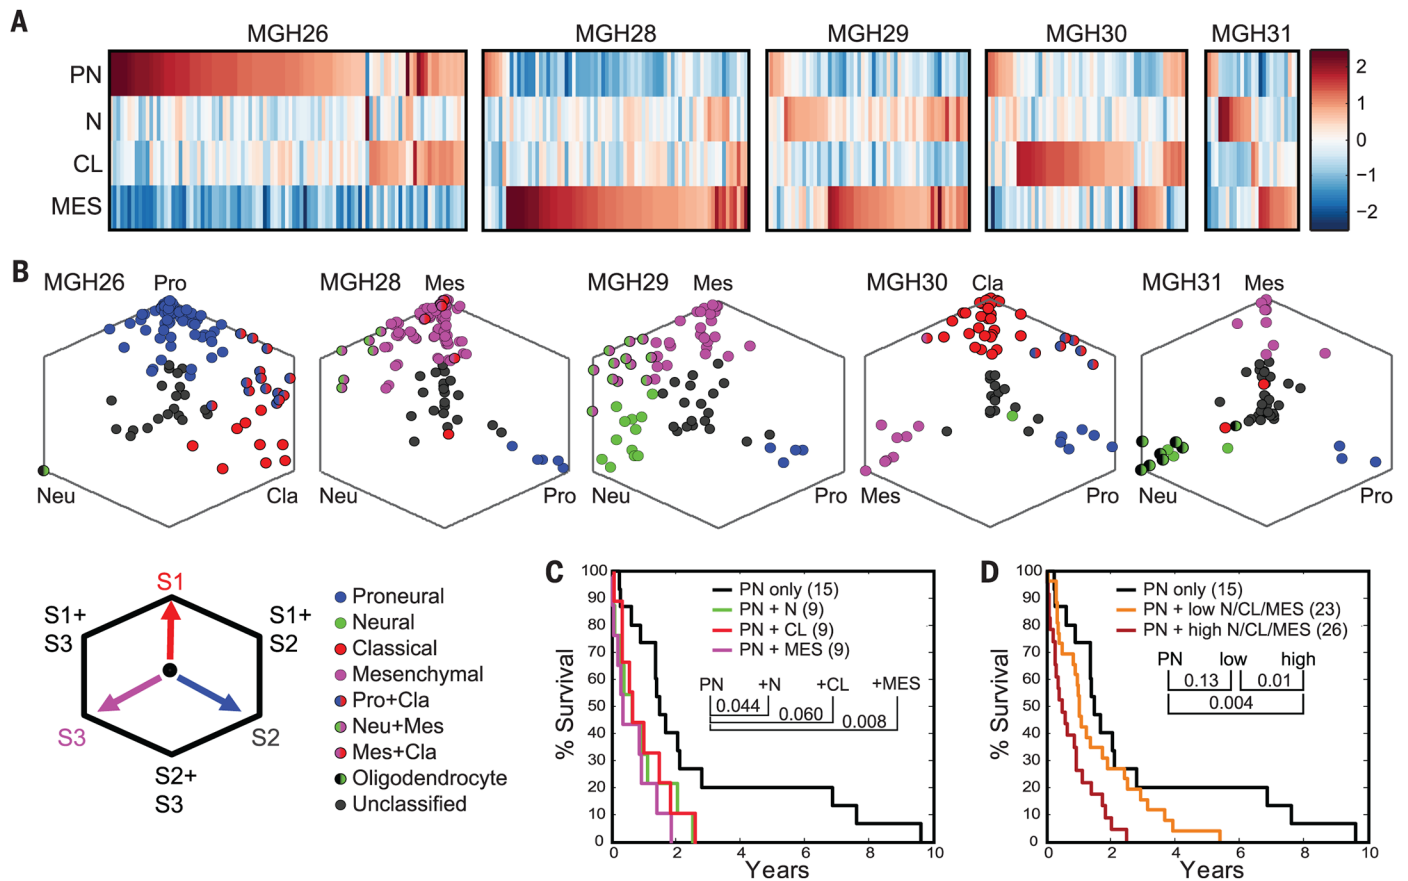 A
MGH26 MGH28 MGH29 MGH30 MGH31
PN
N
CL
MES
2
1
0
−1
−2
B
MGH26 Pro
Neu Cla
MGH28 Mes
Neu Pro
MGH29 Mes
Neu Pro
MGH30 Cla
Mes Pro
MGH31 Mes
Neu Pro
S1
S1+
S3
S1+
S2
S3
S2
S2+
S3
Proneural
Neural
Classical
Mesenchymal
Pro+Cla
Neu+Mes
Mes+Cla
Oligodendrocyte
Unclassified
C
% Survival
100
90
80
70
60
50
40
30
20
10
0
0 2 4 6 8 10
Years
PN only (15)
PN + N (9)
PN + CL (9)
PN + MES (9)
PN +N +CL +MES
0.044
0.060
0.008
D
% Survival
100
90
80
70
60
50
40
30
20
10
0
0 2 4 6 8 10
Years
PN only (15)
PN + low N/CL/MES (23)
PN + high N/CL/MES (26)
PN low high
0.13 0.01
0.004